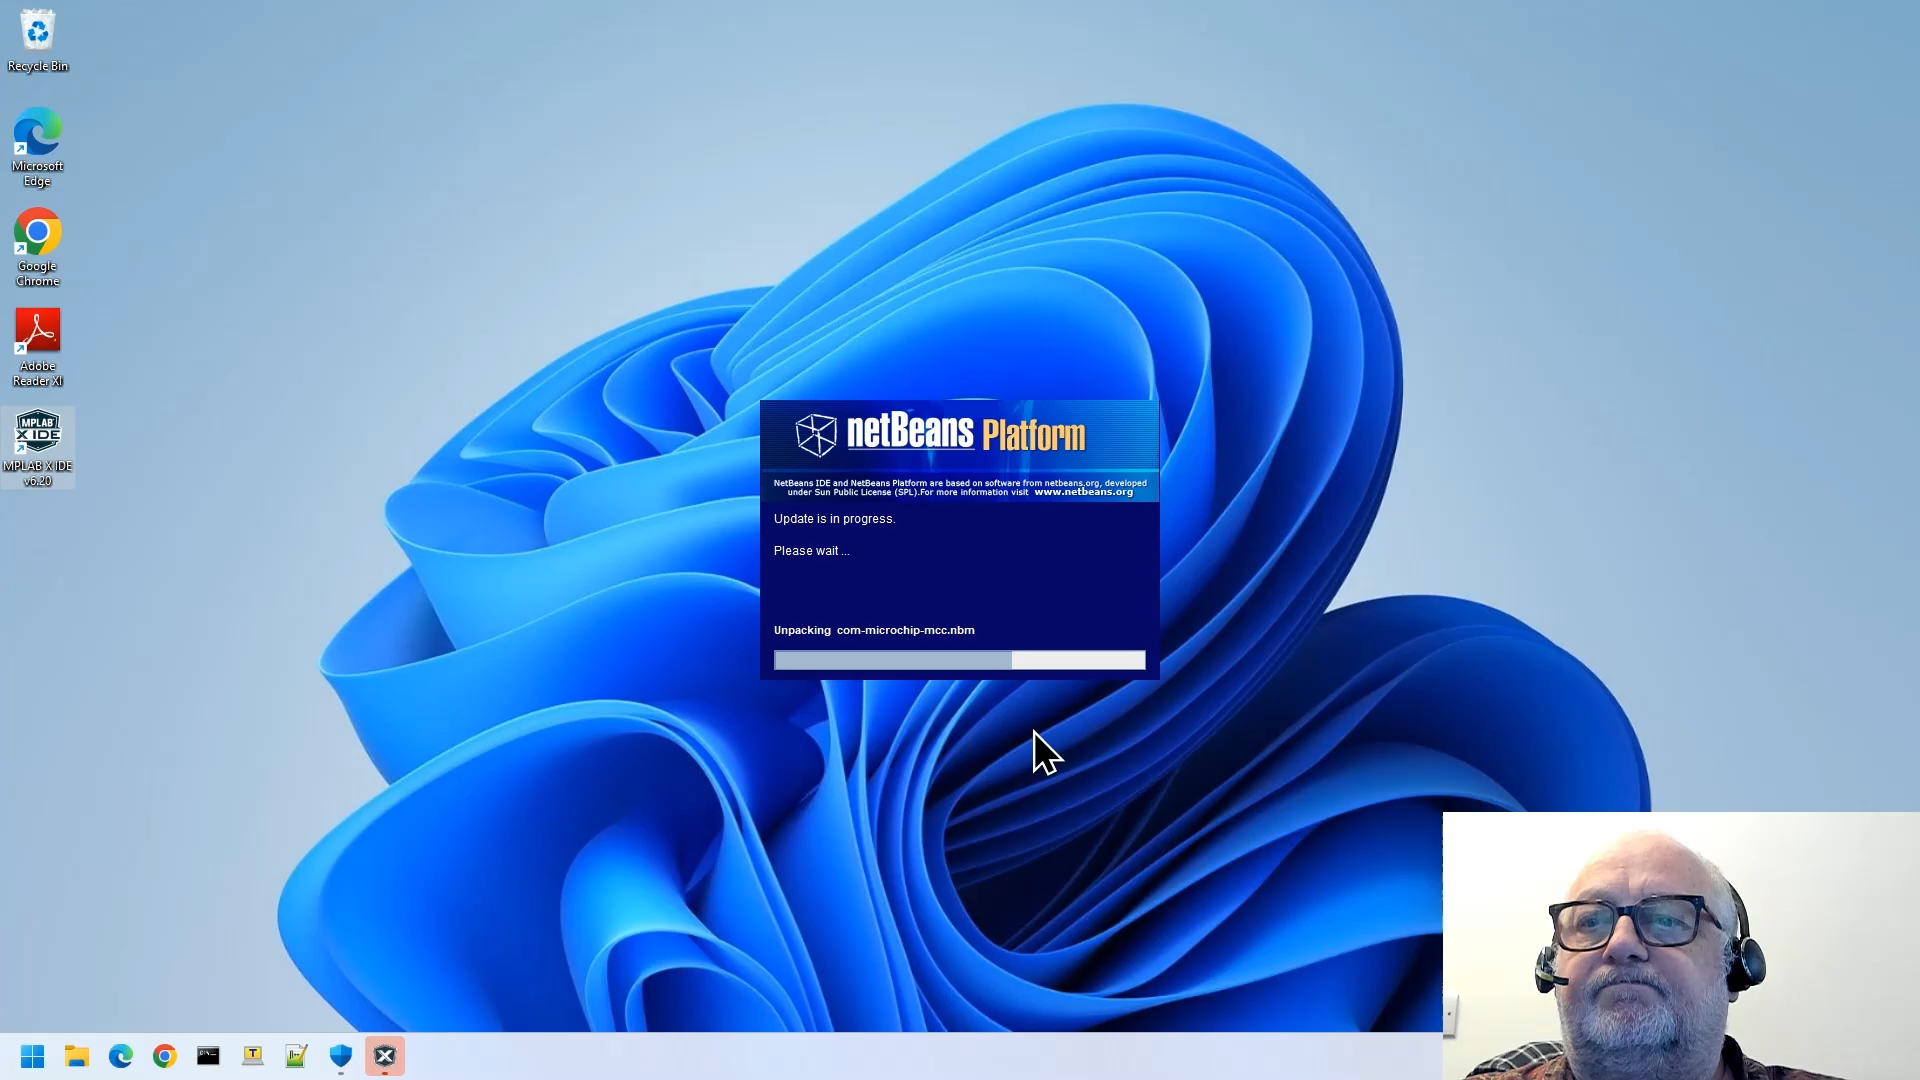 Recycle Bin
Microsoft
Edge
Google
Chrome
Adobe
Reader XI
MPLAB
X IDE
MPLAB X IDE
v6.20
netBeans Platform
NetBeans IDE and NetBeans Platform are based on software from netbeans.org, developed
under Sun Public License (SPL).For more information visit www.netbeans.org
Update is in progress.
Please wait ...
Unpacking com-microchip-mcc.nbm